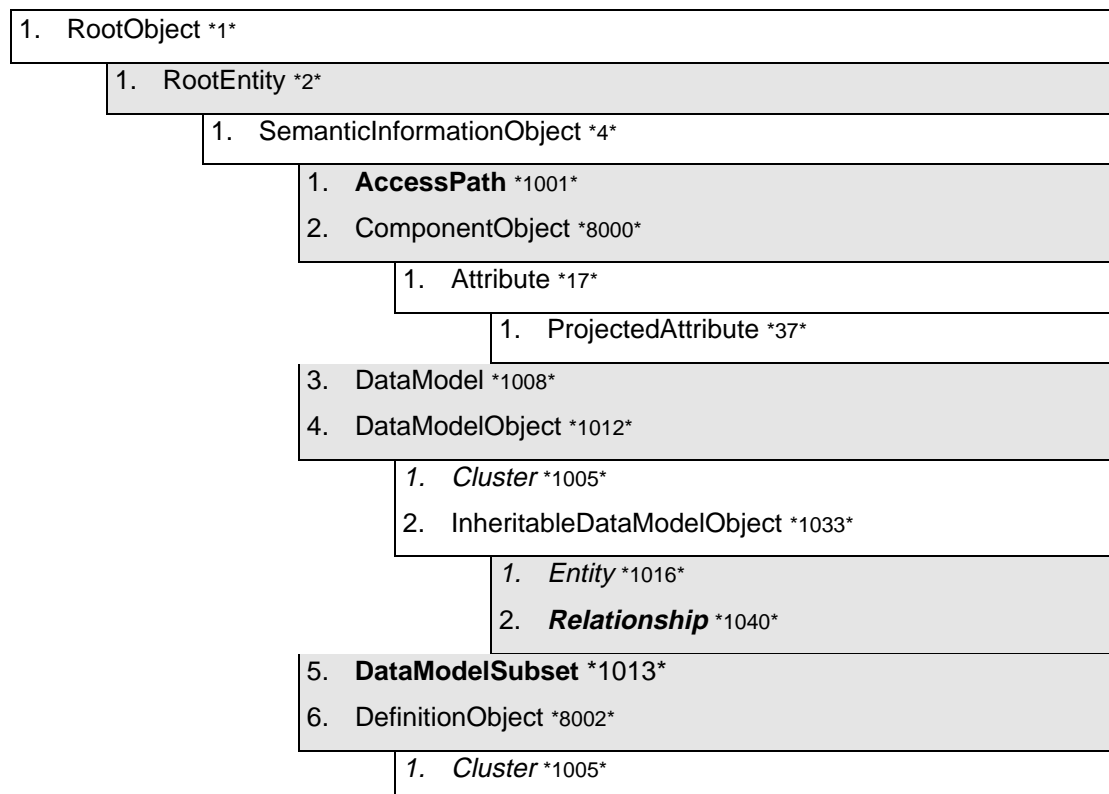 1. RootObject *1*
1. RootEntity *2*
1. SemanticInformationObject *4*
1. AccessPath *1001*
2. ComponentObject *8000*
1. Attribute *17*
1. ProjectedAttribute *37*
3. DataModel *1008*
4. DataModelObject *1012*
1. Cluster *1005*
2. InheritableDataModelObject *1033*
1. Entity *1016*
2. Relationship *1040*
5. DataModelSubset *1013*
6. DefinitionObject *8002*
1. Cluster *1005*